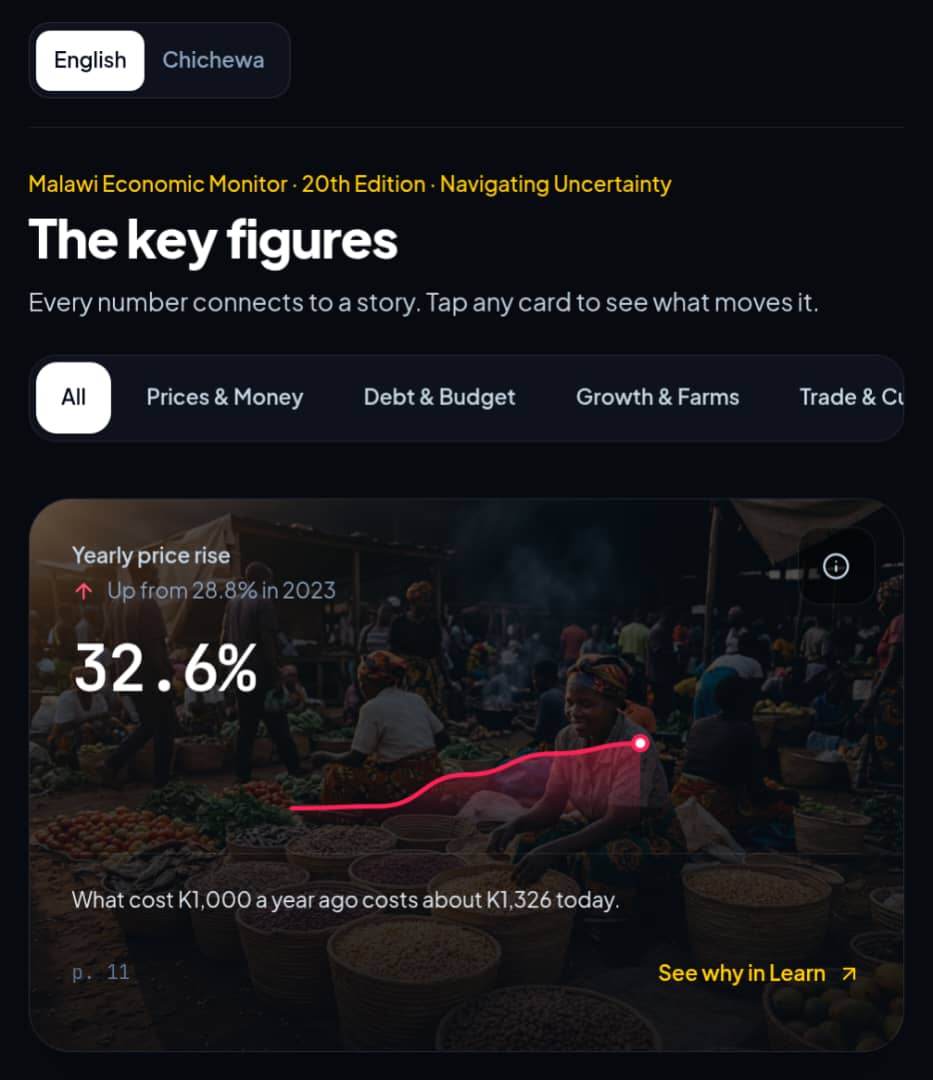 English
Chichewa
Malawi Economic Monitor · 20th Edition · Navigating Uncertainty
The key figures
Every number connects to a story. Tap any card to see what moves it.
All
Prices & Money
Debt & Budget
Growth & Farms
Trade & Cu
Yearly price rise
↑ Up from 28.8% in 2023
32.6%
What cost K1,000 a year ago costs about K1,326 today.
p. 11
See why in Learn ↗